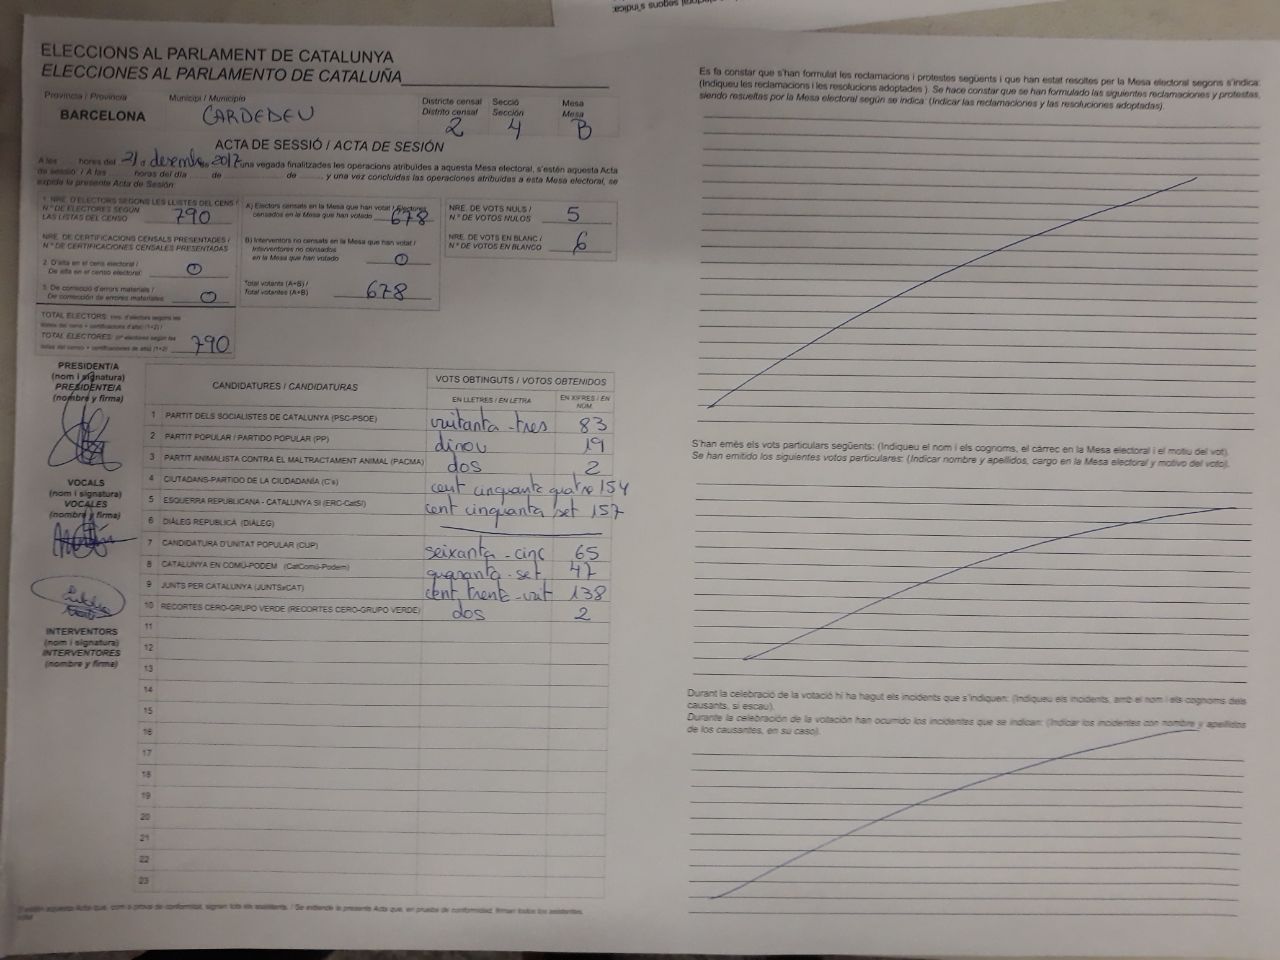 ELECCIONS AL PARLAMENT DE CATALUNYA
ELECCIONES AL PARLAMENTO DE CATALUÑA
Província / Provincia
BARCELONA
Municipi / Municipio
CARDEDEU
Districte censal
Distrito censal
2
Secció
Sección
4
Mesa
Mesa
B
ACTA DE SESSIÓ / ACTA DE SESIÓN
A les ... hores del 21 d desembre de 2017 una vegada finalitzades les operacions atribuïdes a aquesta Mesa electoral, s'estén aquesta Acta
de sessió. / A las ... horas del día ... de ... de ... y una vez concluidas las operaciones atribuidas a esta Mesa electoral, se
expide la presente Acta de Sesión:
1. NRE. D'ELECTORS SEGONS LES LLISTES DEL CENS /
N.º DE ELECTORES SEGÚN
LAS LISTAS DEL CENSO
790
NRE. DE CERTIFICACIONS CENSALS PRESENTADES /
N.º DE CERTIFICACIONES CENSALES PRESENTADAS
2. D'alta en el cens electoral /
De alta en el censo electoral:
0
3. De correcció d'errors materials /
De corrección de errores materiales
0
TOTAL ELECTORS:
TOTAL ELECTORES:
790
A) Electors censats en la Mesa que han votat / Electores
censados en la Mesa que han votado
678
B) Interventors no censats en la Mesa que han votat /
Interventores no censados
en la Mesa que han votado
0
Total votants (A+B) /
Total votantes (A+B)
678
NRE. DE VOTS NULS /
N.º DE VOTOS NULOS
5
NRE. DE VOTS EN BLANC /
N.º DE VOTOS EN BLANCO
6
PRESIDENT/A
(nom i signatura)
PRESIDENTE/A
(nombre y firma)
VOCALS
(nom i signatura)
VOCALES
(nombre y firma)
INTERVENTORS
(nom i signatura)
INTERVENTORES
(nombre y firma)
CANDIDATURES / CANDIDATURAS
VOTS OBTINGUTS / VOTOS OBTENIDOS
EN LLETRES / EN LETRA
EN XIFRES / EN NÚM.
1 PARTIT DELS SOCIALISTES DE CATALUNYA (PSC-PSOE) vuitanta-tres 83
2 PARTIT POPULAR / PARTIDO POPULAR (PP) dinou 19
3 PARTIT ANIMALISTA CONTRA EL MALTRACTAMENT ANIMAL (PACMA) dos 2
4 CIUTADANS-PARTIDO DE LA CIUDADANÍA (C's) cent cinquanta quatre 154
5 ESQUERRA REPUBLICANA - CATALUNYA SÍ (ERC-CatSí) cent cinquanta set 157
6 DIÀLEG REPUBLICÀ (DIÀLEG)
7 CANDIDATURA D'UNITAT POPULAR (CUP) seixanta-cinc 65
8 CATALUNYA EN COMÚ-PODEM (CatComú-Podem) quaranta-set 47
9 JUNTS PER CATALUNYA (JUNTSxCAT) cent trenta-vuit 138
10 RECORTES CERO-GRUPO VERDE (RECORTES CERO-GRUPO VERDE) dos 2
11
12
13
14
15
16
17
18
19
20
21
22
23
S'estén aquesta Acta que, com a prova de conformitat, signen tots els assistents. / Se extiende la presente Acta que, en prueba de conformidad, firman todos los asistentes.
Es fa constar que s'han formulat les reclamacions i protestes següents i que han estat resoltes per la Mesa electoral segons s'indica:
(Indiqueu les reclamacions i les resolucions adoptades ). Se hace constar que se han formulado las siguientes reclamaciones y protestas,
siendo resueltas por la Mesa electoral según se indica: (Indicar las reclamaciones y las resoluciones adoptadas).
S'han emès els vots particulars següents: (Indiqueu el nom i els cognoms, el càrrec en la Mesa electoral i el motiu del vot).
Se han emitido los siguientes votos particulares: (Indicar nombre y apellidos, cargo en la Mesa electoral y motivo del voto).
Durant la celebració de la votació hi ha hagut els incidents que s'indiquen: (Indiqueu els incidents, amb el nom i els cognoms dels
causants, si escau).
Durante la celebración de la votación han ocurrido los incidentes que se indican: (Indicar los incidentes con nombre y apellidos
de los causantes, en su caso).